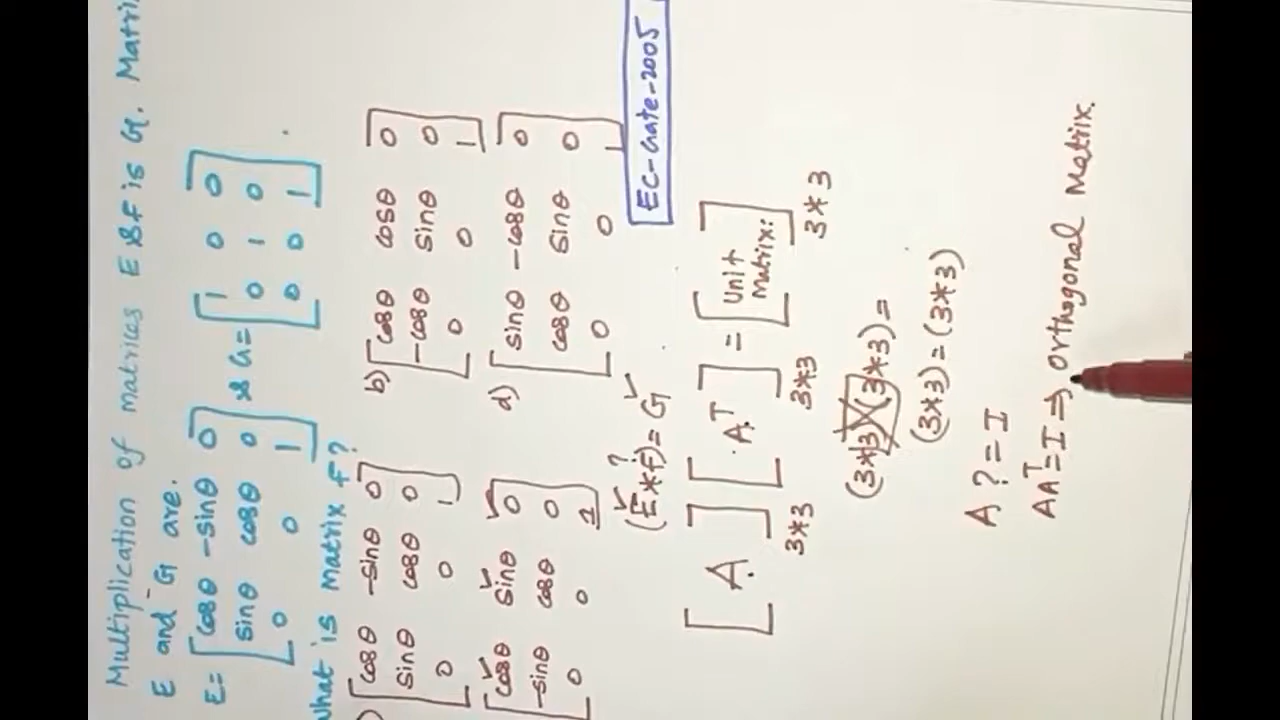 Multiplication of matrices E & F is G. Matri
E and G are.
E= [cosθ -sinθ 0 & G= [1 0 0
sinθ cosθ 0 0 1 0
0 0 1] 0 0 1] .
what is matrix F?
) [cosθ -sinθ 0
sinθ cosθ 0
0 0 1]
b) [cosθ cosθ 0
-cosθ sinθ 0
0 0 1]
[cosθ sinθ 0
-sinθ cosθ 0
0 0 1]
d) [sinθ -cosθ 0
cosθ sinθ 0
0 0 1]
EC-Gate-2005
?
(E*F)=G
[A] [AT] = [Unit
Matrix:]
3*3 3*3 3*3
(3*3)(3*3)=
(3*3)=(3*3)
A ?=I
AAT=I⇒ orthogonal Matrix.